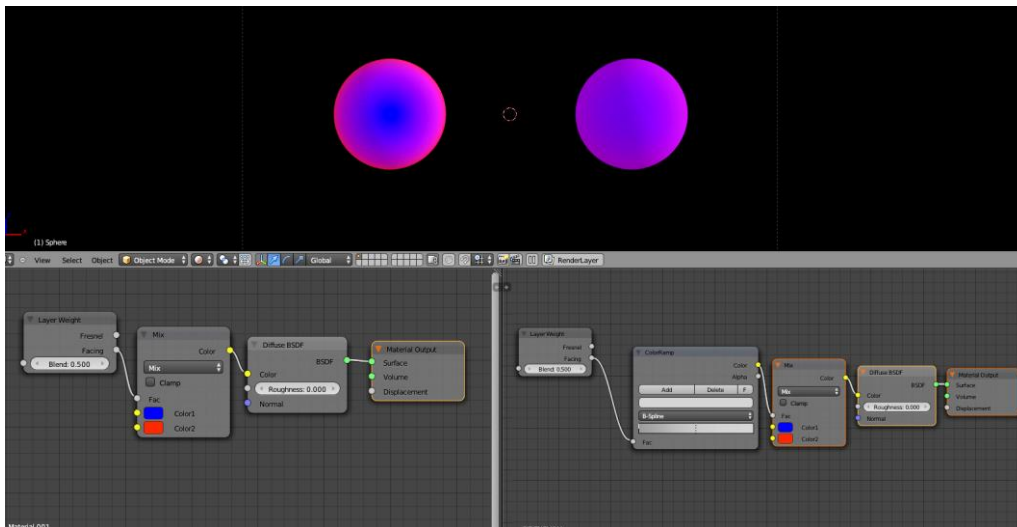 (1) Sphere
View Select Object Object Mode Global RenderLayer
Layer Weight
Fresnel
Facing
Blend: 0.500
Mix
Color
Mix
Clamp
Fac
Color1
Color2
Diffuse BSDF
BSDF
Color
Roughness: 0.000
Normal
Material Output
Surface
Volume
Displacement
Layer Weight
Fresnel
Facing
Blend: 0.500
ColorRamp
Color
Alpha
Add Delete F
B-Spline
Fac
Mix
Color
Mix
Clamp
Fac
Color1
Color2
Diffuse BSDF
BSDF
Color
Roughness: 0.000
Normal
Material Output
Surface
Volume
Displacement
Material.001